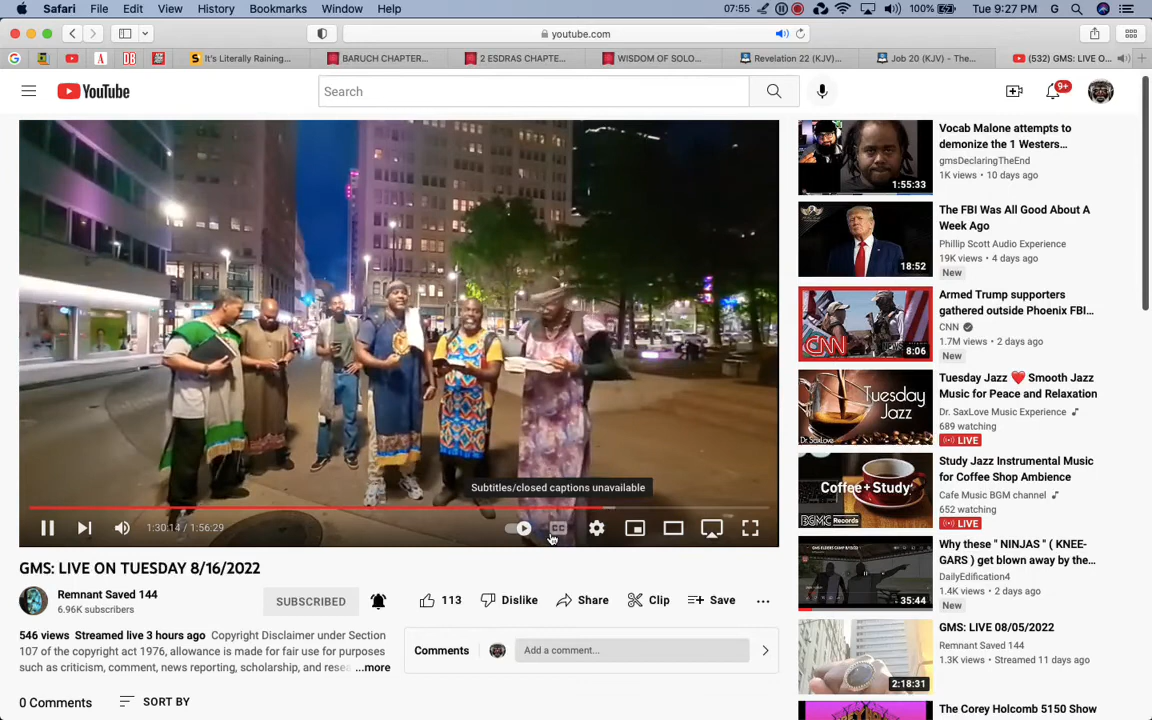 Safari File Edit View History Bookmarks Window Help 07:55 100% Tue 9:27 PM G
youtube.com
It's Literally Raining... BARUCH CHAPTER... 2 ESDRAS CHAPTE... WISDOM OF SOLO... Revelation 22 (KJV)... Job 20 (KJV) - The... (532) GMS: LIVE O...
YouTube
Search
9+
Subtitles/closed captions unavailable
1:30:14 / 1:56:29
GMS: LIVE ON TUESDAY 8/16/2022
Remnant Saved 144
6.96K subscribers
SUBSCRIBED
113 Dislike Share Clip Save
546 views Streamed live 3 hours ago Copyright Disclaimer under Section
107 of the copyright act 1976, allowance is made for fair use for purposes
such as criticism, comment, news reporting, scholarship, and resea ...more
Comments Add a comment...
0 Comments SORT BY
Vocab Malone attempts to
demonize the 1 Westers...
gmsDeclaringTheEnd
1K views • 10 days ago
1:55:33
The FBI Was All Good About A
Week Ago
Phillip Scott Audio Experience
19K views • 4 days ago
New
18:52
Armed Trump supporters
gathered outside Phoenix FBI...
CNN
1.7M views • 2 days ago
New
CNN
8:06
Tuesday Jazz ❤️ Smooth Jazz
Music for Peace and Relaxation
Dr. SaxLove Music Experience
689 watching
LIVE
Tuesday
Jazz
Dr. SaxLove
Study Jazz Instrumental Music
for Coffee Shop Ambience
Cafe Music BGM channel
652 watching
LIVE
Coffee+Study
BGMC Records
Why these " NINJAS " ( KNEE-
GARS ) get blown away by the...
DailyEdification4
1.4K views • 2 days ago
New
35:44
GMS: LIVE 08/05/2022
Remnant Saved 144
1.3K views • Streamed 11 days ago
2:18:31
The Corey Holcomb 5150 Show